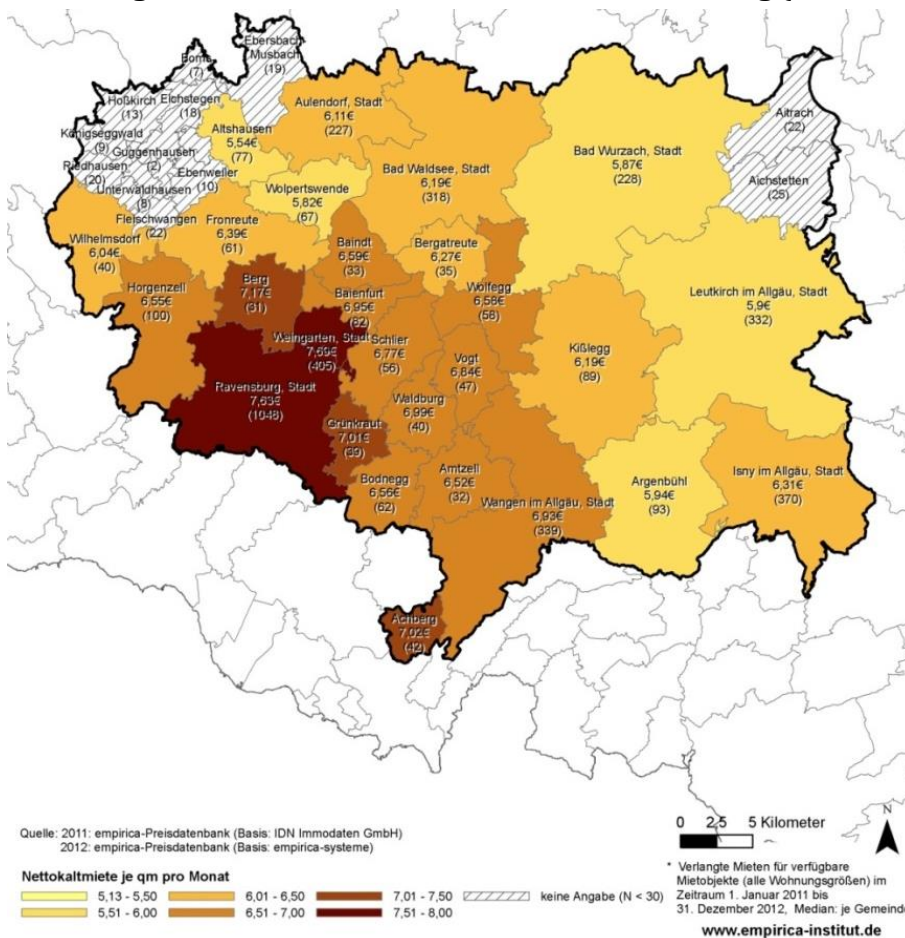 Ebersbach
Musbach
(19)
Boms
(7)
Hoßkirch
(13)
Eichstegen
(18)
Königseggwald
(9)
Guggenhausen
(2)
Riedhausen
(20)
Ebenweiler
(10)
Unterwaldhausen
(8)
Fleischwangen
(22)
Altshausen
5,54€
(77)
Aulendorf, Stadt
6,11€
(227)
Bad Waldsee, Stadt
6,19€
(318)
Bad Wurzach, Stadt
5,87€
(228)
Aitrach
(22)
Aichstetten
(25)
Wolpertswende
5,82€
(67)
Wilhelmsdorf
6,04€
(40)
Fronreute
6,39€
(61)
Baindt
6,59€
(33)
Bergatreute
6,27€
(35)
Horgenzell
6,55€
(100)
Berg
7,17€
(31)
Baienfurt
6,95€
(82)
Wolfegg
6,58€
(58)
Leutkirch im Allgäu, Stadt
5,9€
(332)
Weingarten, Stadt
7,69€
(405)
Schlier
6,77€
(56)
Vogt
6,84€
(47)
Kißlegg
6,19€
(89)
Ravensburg, Stadt
7,63€
(1048)
Waldburg
6,99€
(40)
Grünkraut
7,01€
(39)
Bodnegg
6,56€
(62)
Amtzell
6,52€
(32)
Wangen im Allgäu, Stadt
6,93€
(339)
Argenbühl
5,94€
(93)
Isny im Allgäu, Stadt
6,31€
(370)
Achberg
7,02€
(42)
0 2,5 5 Kilometer
N
Quelle: 2011: empirica-Preisdatenbank (Basis: IDN Immodaten GmbH)
2012: empirica-Preisdatenbank (Basis: empirica-systeme)
Nettokaltmiete je qm pro Monat
5,13 - 5,50
6,01 - 6,50
7,01 - 7,50
keine Angabe (N < 30)
5,51 - 6,00
6,51 - 7,00
7,51 - 8,00
* Verlangte Mieten für verfügbare
Mietobjekte (alle Wohnungsgrößen) im
Zeitraum 1. Januar 2011 bis
31. Dezember 2012, Median: je Gemeinde
www.empirica-institut.de